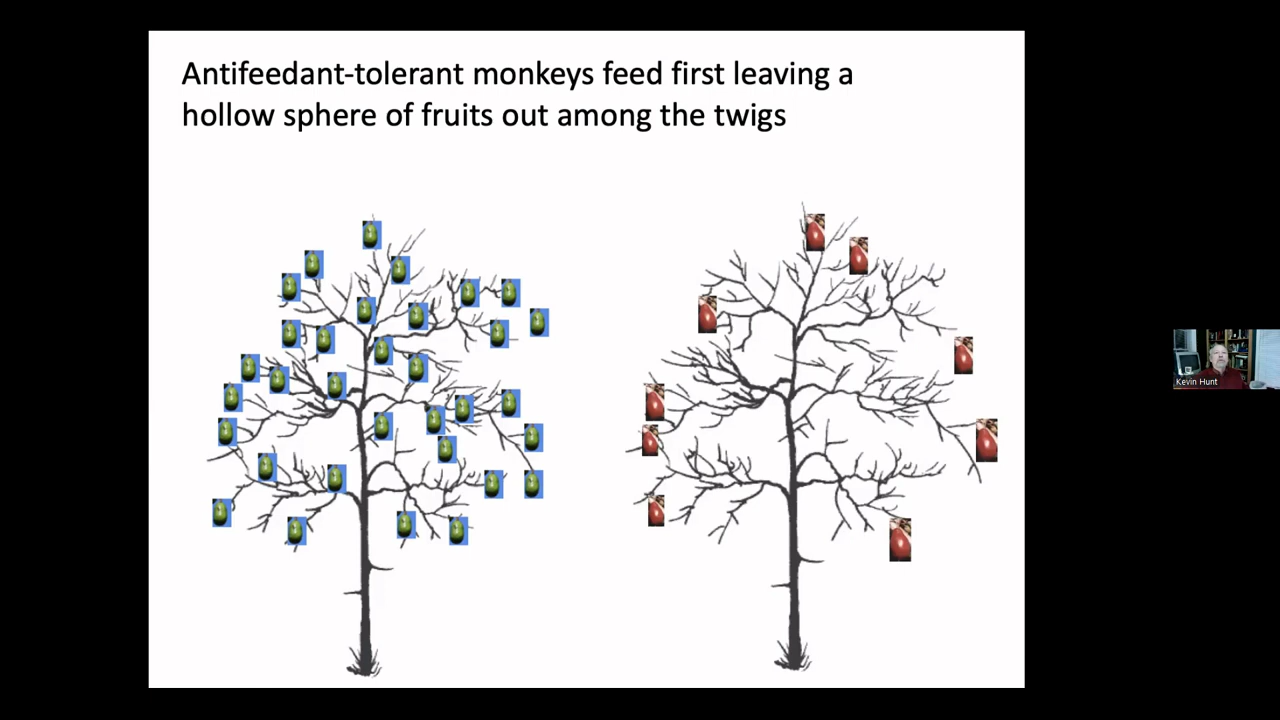 Antifeedant-tolerant monkeys feed first leaving a
hollow sphere of fruits out among the twigs
Kevin Hunt